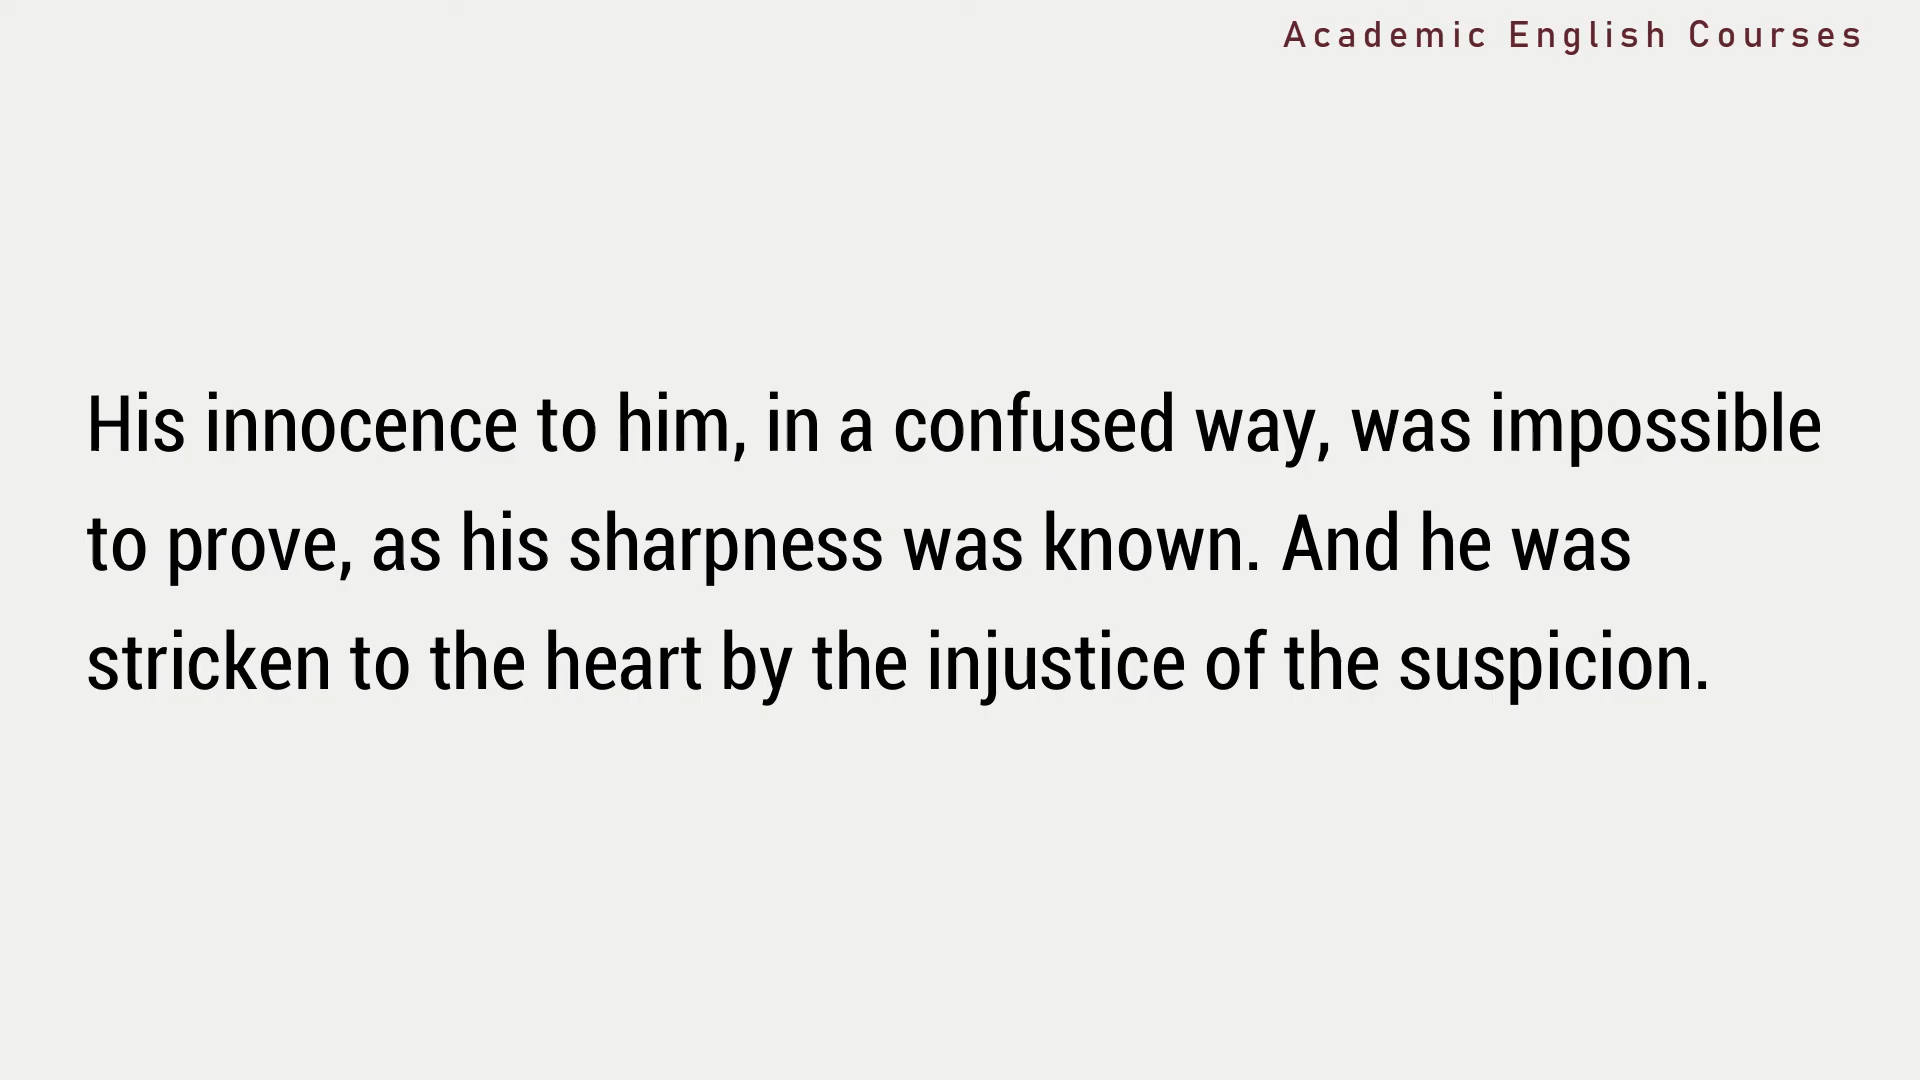 Academic English Courses
His innocence to him, in a confused way, was impossible
to prove, as his sharpness was known. And he was
stricken to the heart by the injustice of the suspicion.